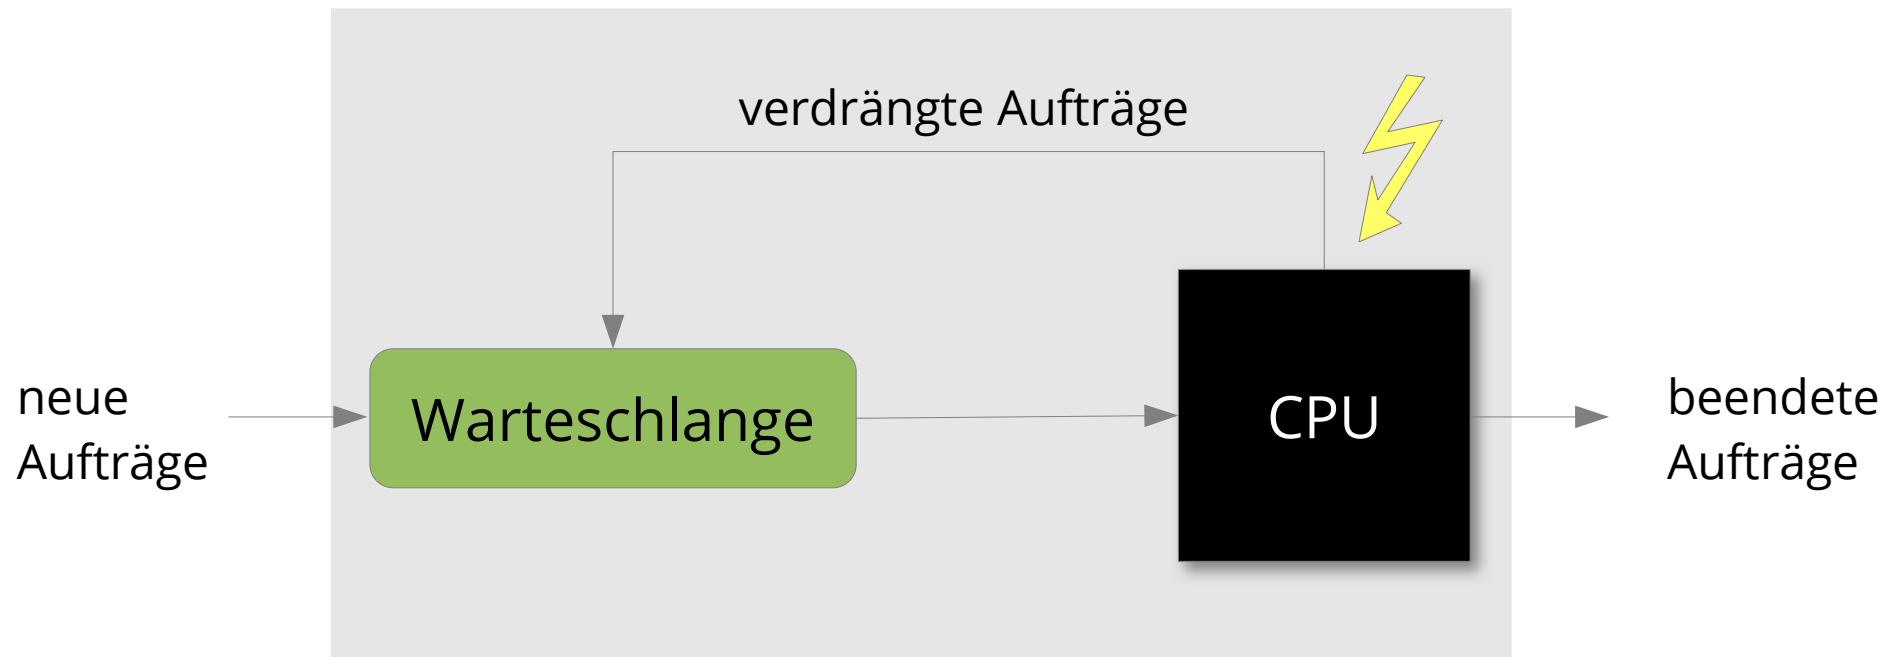 verdrängte Aufträge
neue
Aufträge
Warteschlange
CPU
beendete
Aufträge